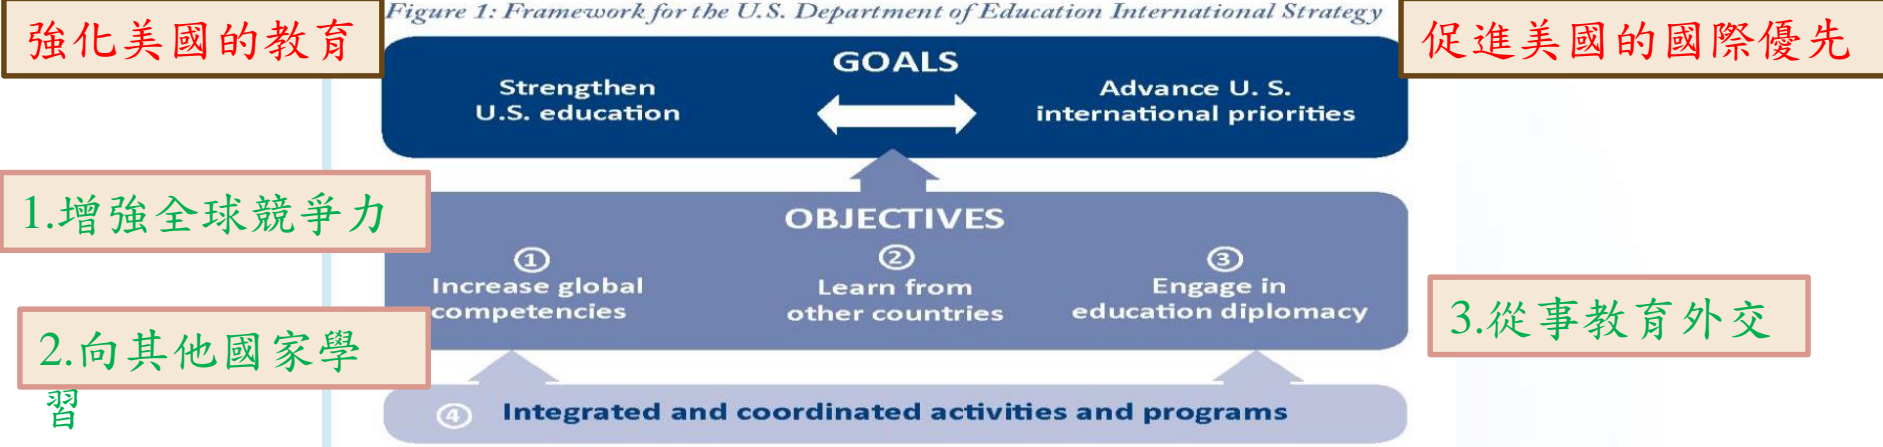 強化美國的教育
Figure 1: Framework for the U.S. Department of Education International Strategy
促進美國的國際優先
GOALS
Strengthen
U.S. education
Advance U. S.
international priorities
1.增強全球競爭力
OBJECTIVES
①
Increase global
competencies
②
Learn from
other countries
③
Engage in
education diplomacy
2.向其他國家學
習
3.從事教育外交
④ Integrated and coordinated activities and programs